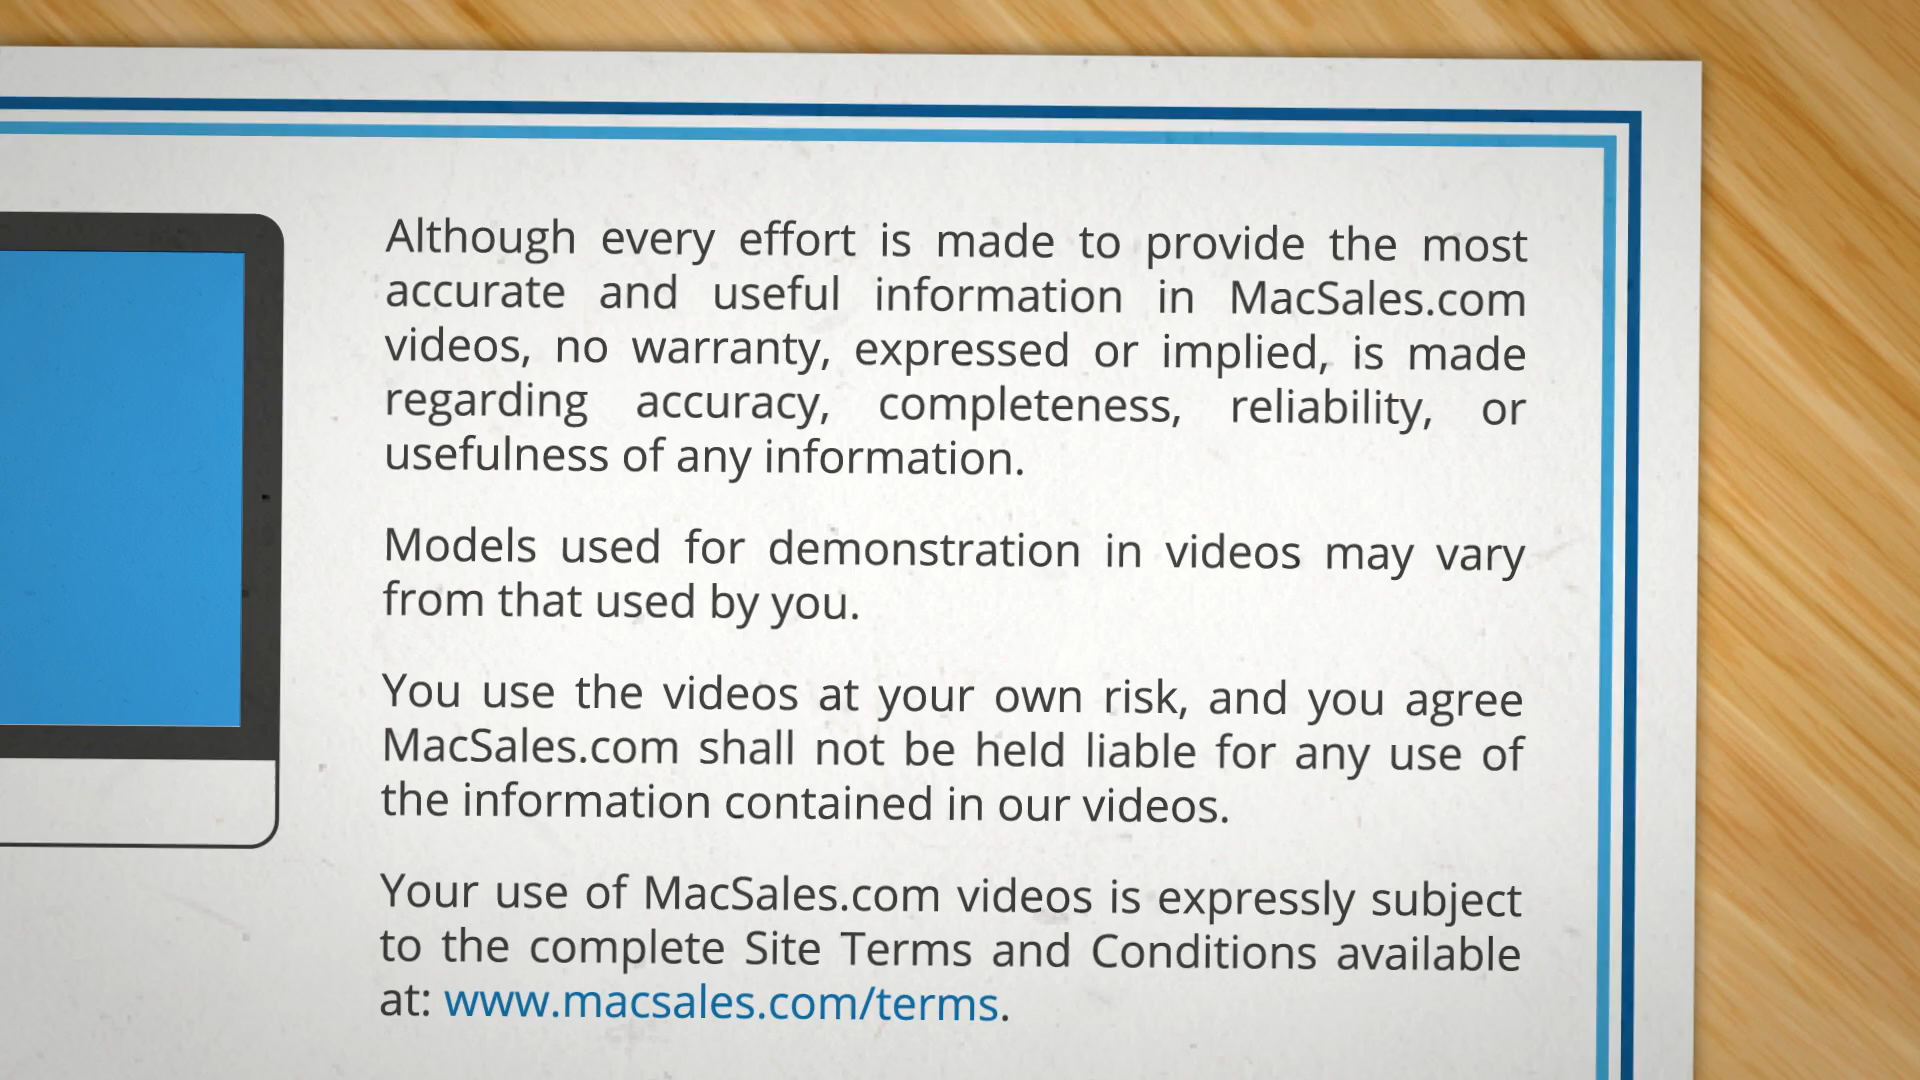 Although every effort is made to provide the most
accurate and useful information in MacSales.com
videos, no warranty, expressed or implied, is made
regarding accuracy, completeness, reliability, or
usefulness of any information.
Models used for demonstration in videos may vary
from that used by you.
You use the videos at your own risk, and you agree
MacSales.com shall not be held liable for any use of
the information contained in our videos.
Your use of MacSales.com videos is expressly subject
to the complete Site Terms and Conditions available
at: www.macsales.com/terms.